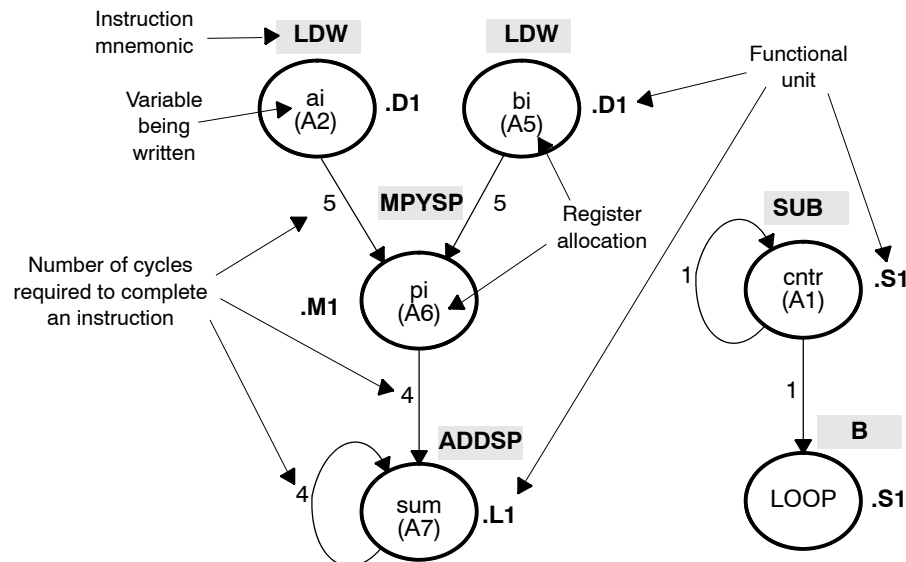 Instruction
mnemonic
LDW
LDW
Functional
unit
Variable
being
written
ai
(A2)
.D1
bi
(A5)
.D1
5
MPYSP
5
Register
allocation
SUB
Number of cycles
required to complete
an instruction
.M1
pi
(A6)
1
cntr
(A1)
.S1
4
1
ADDSP
B
4
sum
(A7)
.L1
LOOP
.S1